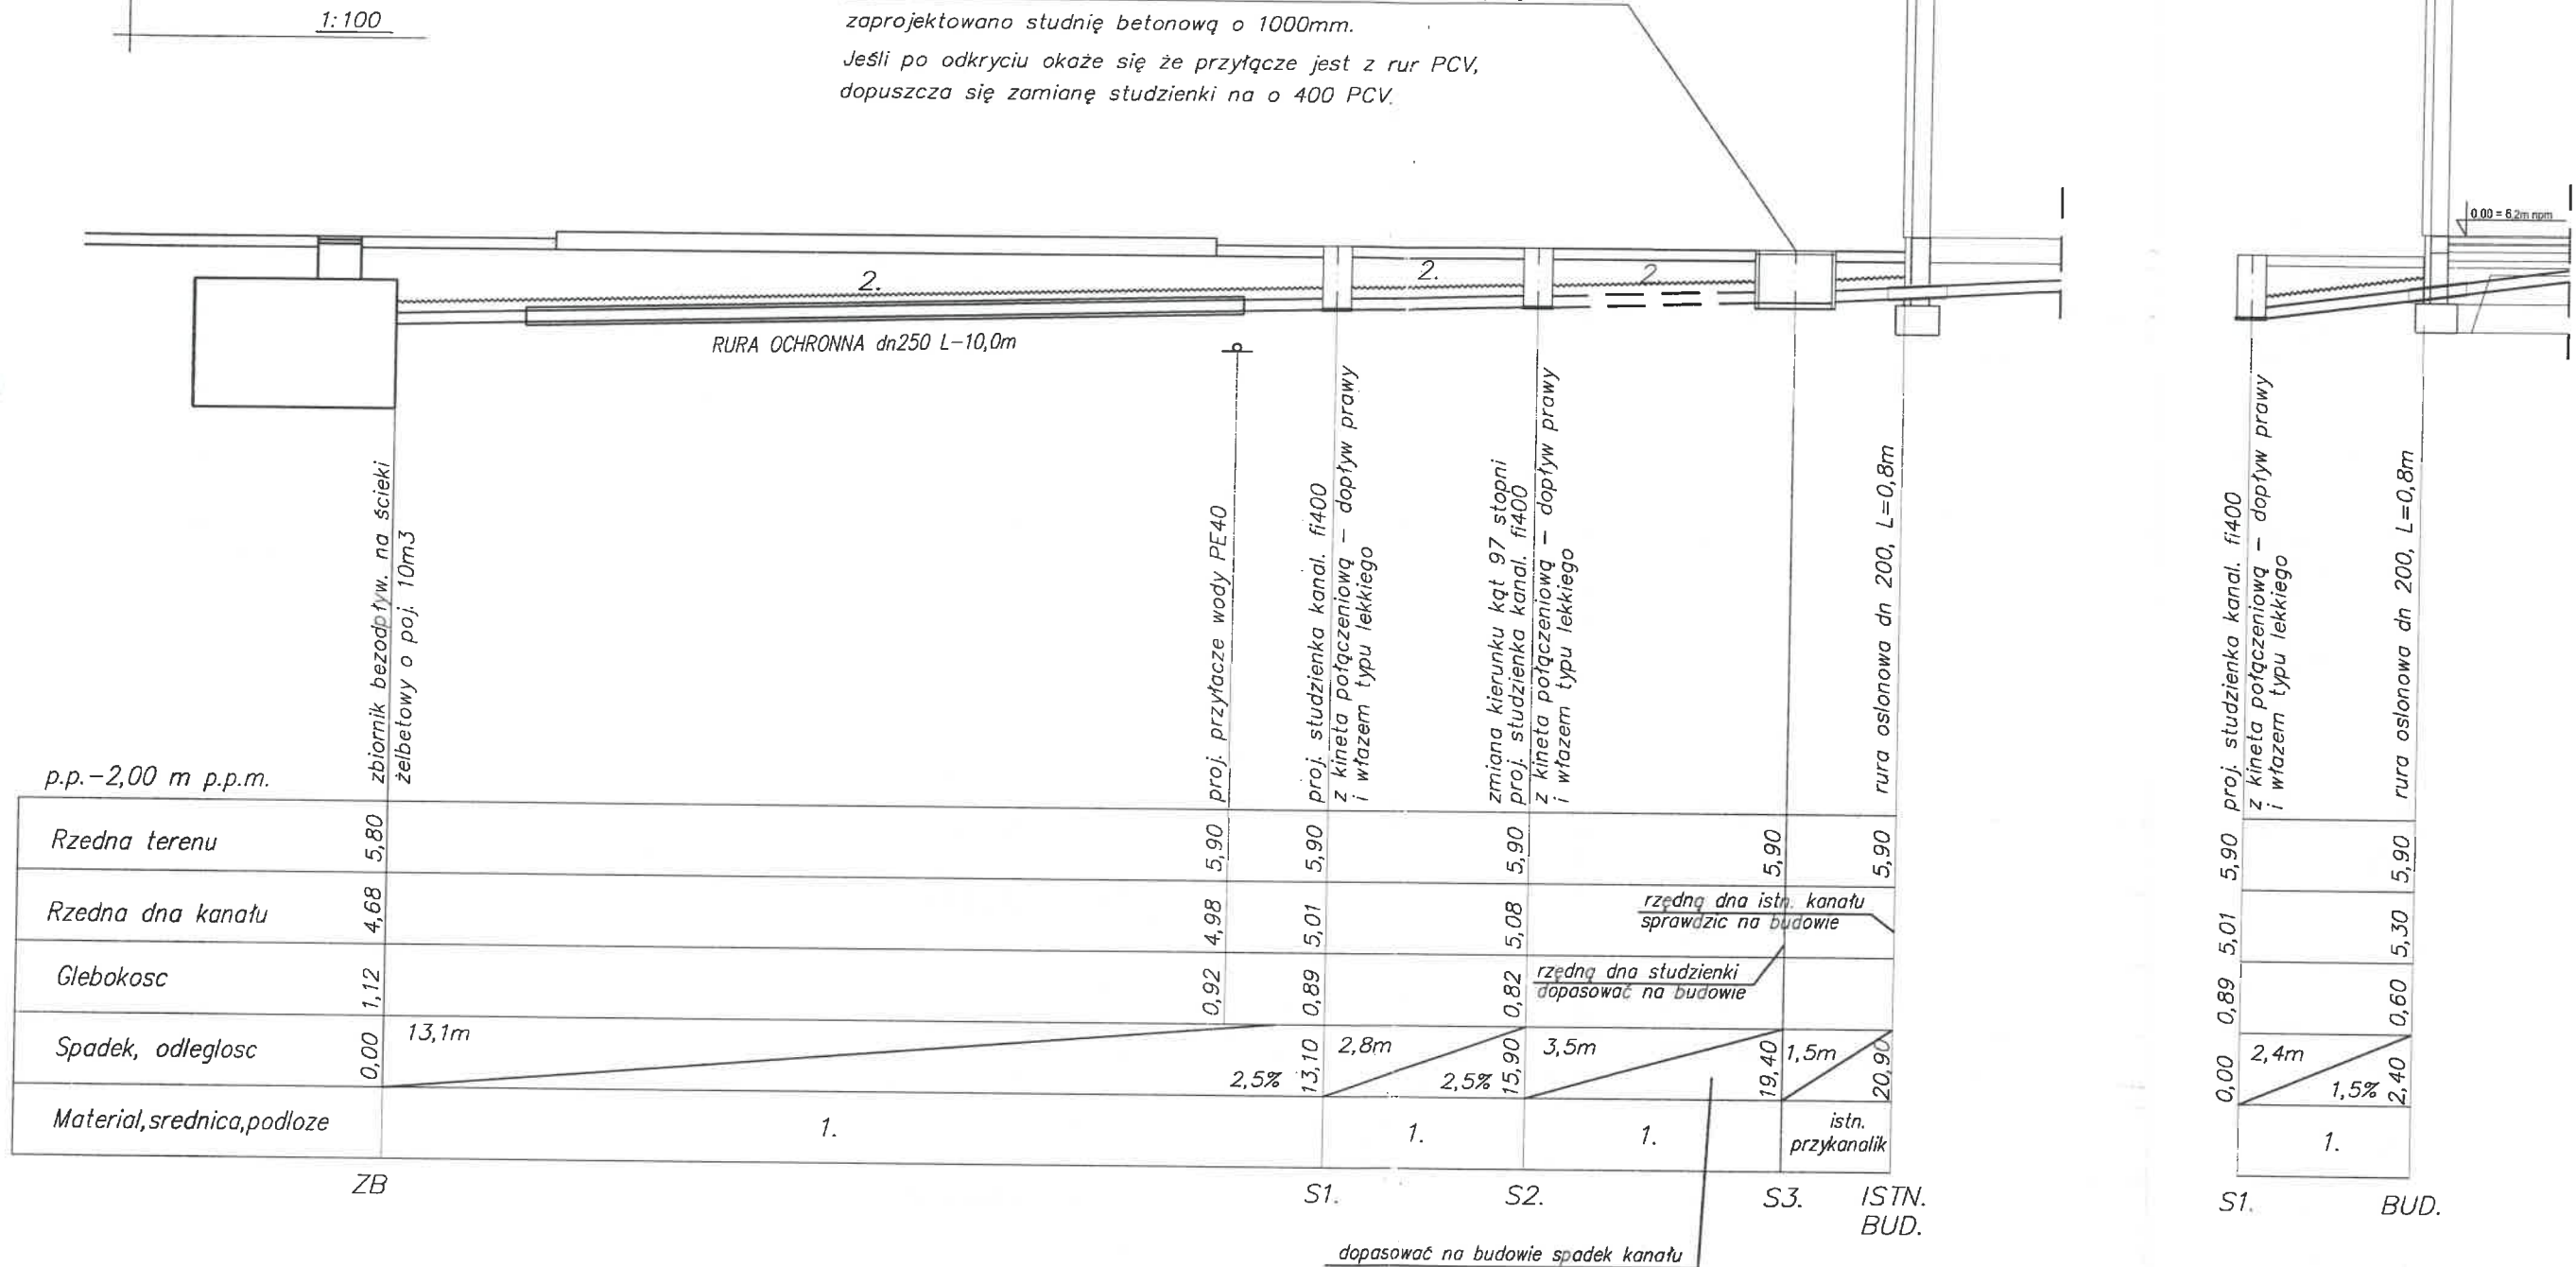 1:100
zaprojektowano studnię betonową o 1000mm.
Jeśli po odkryciu okaże się że przyłącze jest z rur PCV,
dopuszcza się zamianę studzienki na o 400 PCV.
0.00 = 6,2m npm
2.
2.
2
RURA OCHRONNA dn250 L-10,0m
zbiornik bezodpływ. na ścieki
żelbetowy o poj. 10m3
proj. przyłacze wody PE40
proj. studzienka kanal. fi400
z kineta połączeniową - dopływ prawy
i włazem typu lekkiego
zmiana kierunku kąt 97 stopni
proj. studzienka kanal. fi400
z kineta połączeniową - dopływ prawy
i włazem typu lekkiego
rura oslonowa dn 200, L=0,8m
proj. studzienka kanal. fi400
z kineta połączeniową - dopływ prawy
i włazem typu lekkiego
rura oslonowa dn 200, L=0,8m
p.p.-2,00 m p.p.m.
Rzedna terenu 5,80 5,90 5,90 5,90 5,90 5,90 5,90 5,90
Rzedna dna kanału 4,68 4,98 5,01 5,08 5,01 5,30
rzędną dna istn. kanału
sprawdzic na budowie
Glebokosc 1,12 0,92 0,89 0,82 0,89 0,60
rzędną dna studzienki
dopasować na budowie
Spadek, odleglosc 0,00 13,1m 2,5% 13,10 2,8m 2,5% 15,90 3,5m 19,40 1,5m 20,90 0,00 2,4m 1,5% 2,40
Material,srednica,podloze 1. 1. 1. istn. przykanalik 1.
ZB S1. S2. S3. ISTN. BUD. S1. BUD.
dopasować na budowie spadek kanału